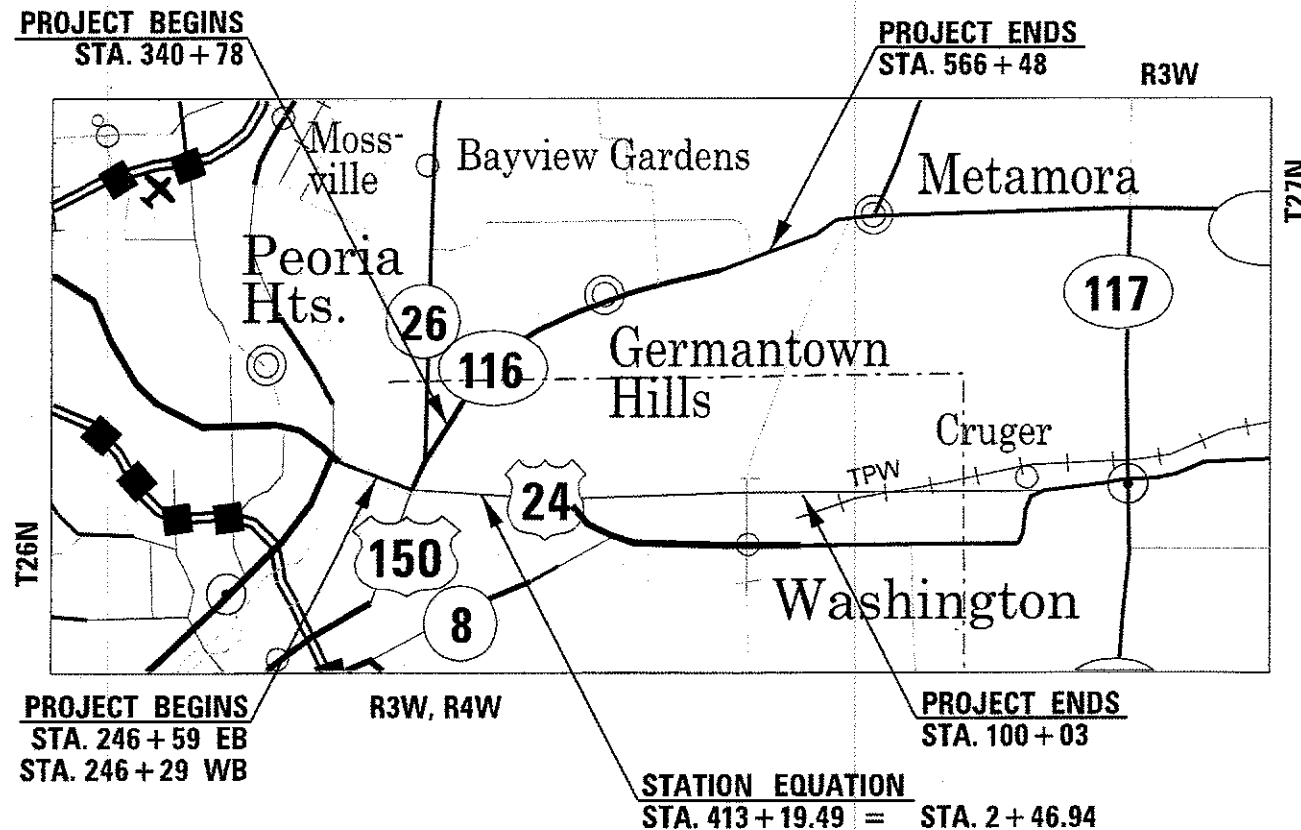 PROJECT BEGINS
STA. 340 + 78
PROJECT ENDS
STA. 566 + 48
R3W
Moss-
ville
Bayview Gardens
Metamora
T27N
Peoria
Hts.
26
117
116
Germantown
Hills
Cruger
TPW
24
T26N
150
Washington
8
PROJECT BEGINS
STA. 246 + 59 EB
STA. 246 + 29 WB
R3W, R4W
PROJECT ENDS
STA. 100 + 03
STATION EQUATION
STA. 413 + 19.49 = STA. 2 + 46.94